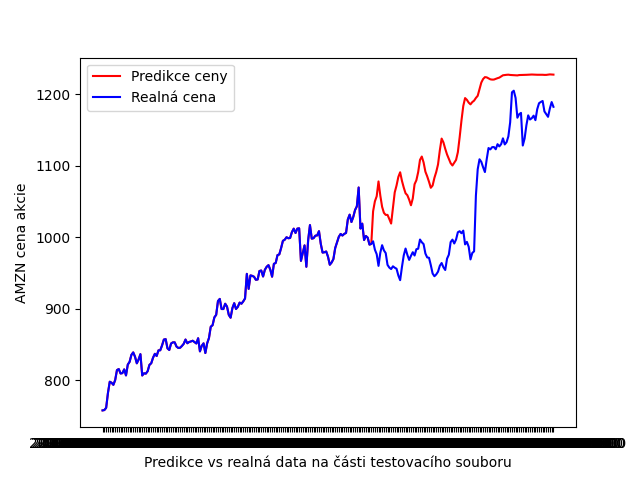 Predikce ceny
Realná cena
1200
1100
1000
900
800
AMZN cena akcie
Predikce vs realná data na části testovacího souboru